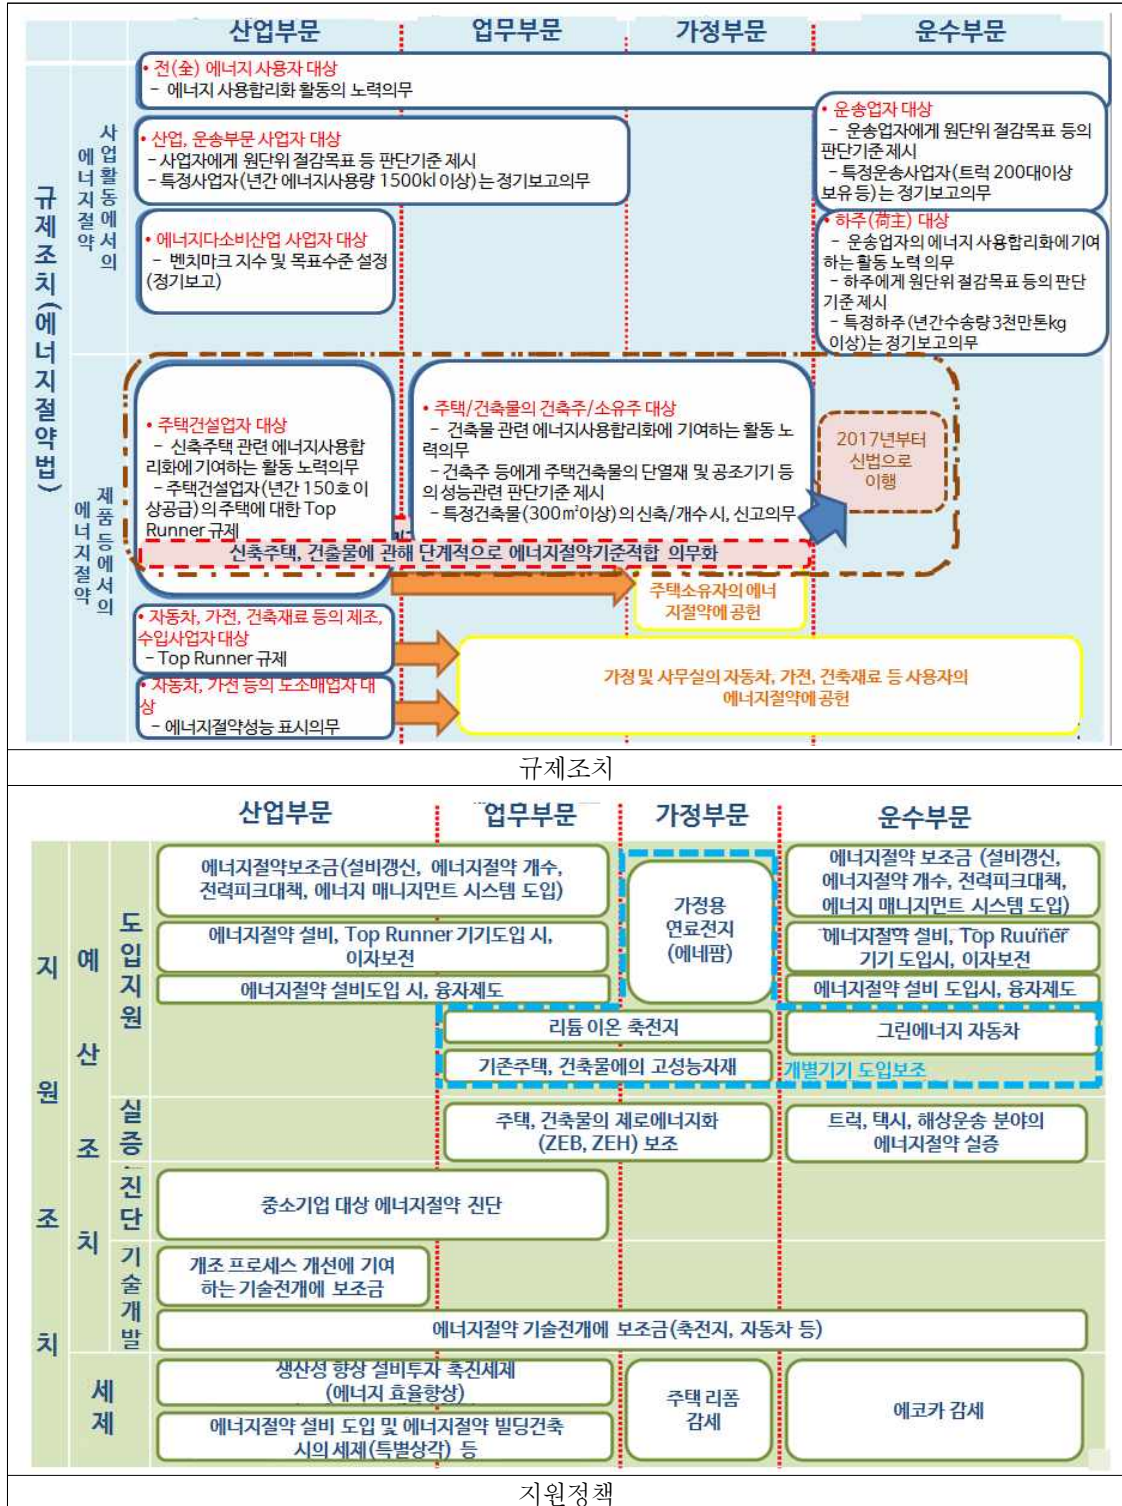 산업부문
업무부문
가정부문
운수부문
규제조치(에너지절약법)
사업활동에서의
에너지절약
• 전(全) 에너지 사용자 대상
– 에너지 사용합리화 활동의 노력의무
• 산업, 운송부문 사업자 대상
– 사업자에게 원단위 절감목표 등 판단기준 제시
– 특정사업자(년간 에너지사용량 1500kl 이상)는 정기보고의무
• 에너지다소비산업 사업자 대상
– 벤치마크 지수 및 목표수준 설정
(정기보고)
• 운송업자 대상
– 운송업자에게 원단위 절감목표 등의
판단기준 제시
– 특정운송사업자(트럭 200대이상
보유 등)는 정기보고의무
• 하주(荷主) 대상
– 운송업자의 에너지 사용합리화에 기여
하는 활동 노력 의무
– 하주에게 원단위 절감목표 등의 판단
기준 제시
– 특정하주(년간수송량 3천만톤kg
이상)는 정기보고의무
제품 등에서의
에너지절약
• 주택건설업자 대상
– 신축주택 관련 에너지사용합
리화에 기여하는 활동 노력의무
– 주택건설업자(년간 150호 이
상공급)의 주택에 대한 Top
Runner 규제
• 주택/건축물의 건축주/소유주 대상
– 건축물 관련 에너지사용합리화에 기여하는 활동 노
력의무
– 건축주 등에게 주택건축물의 단열재 및 공조기기 등
의 성능관련 판단기준 제시
– 특정건축물(300㎡이상)의 신축/개수시, 신고의무
2017년부터
신법으로
이행
신축주택, 건출물에 관해 단계적으로 에너지절약기준적합 의무화
주택소유자의 에너
지절약에 공헌
• 자동차, 가전, 건축재료 등의 제조,
수입사업자 대상
– Top Runner 규제
• 자동차, 가전 등의 도소매업자 대
상
– 에너지절약성능 표시의무
가정 및 사무실의 자동차, 가전, 건축재료 등 사용자의
에너지절약에 공헌
규제조치
산업부문
업무부문
가정부문
운수부문
지원조치
예산조치
도입지원
에너지절약보조금(설비갱신, 에너지절약 개수,
전력피크대책, 에너지 매니지먼트 시스템 도입)
에너지절약 설비, Top Runner 기기도입 시,
이자보전
에너지절약 설비도입 시, 융자제도
가정용
연료전지
(에네팜)
에너지절약 보조금 (설비갱신,
에너지절약 개수, 전력피크대책,
에너지 매니지먼트 시스템 도입)
에너지절약 설비, Top Ruuner
기기 도입시, 이자보전
에너지절약 설비 도입시, 융자제도
리튬 이온 축전지
그린에너지 자동차
기존주택, 건축물에의 고성능자재
개별기기 도입보조
실증·진단
주택, 건축물의 제로에너지화
(ZEB, ZEH) 보조
트럭, 택시, 해상운송 분야의
에너지절약 실증
중소기업 대상 에너지절약 진단
기술개발
개조 프로세스 개선에 기여
하는 기술전개에 보조금
에너지절약 기술전개에 보조금(축전지, 자동차 등)
세제
생산성 향상 설비투자 촉진세제
(에너지 효율향상)
에너지절약 설비 도입 및 에너지절약 빌딩건축
시의 세제(특별상각) 등
주택 리폼
감세
에코카 감세
지원정책